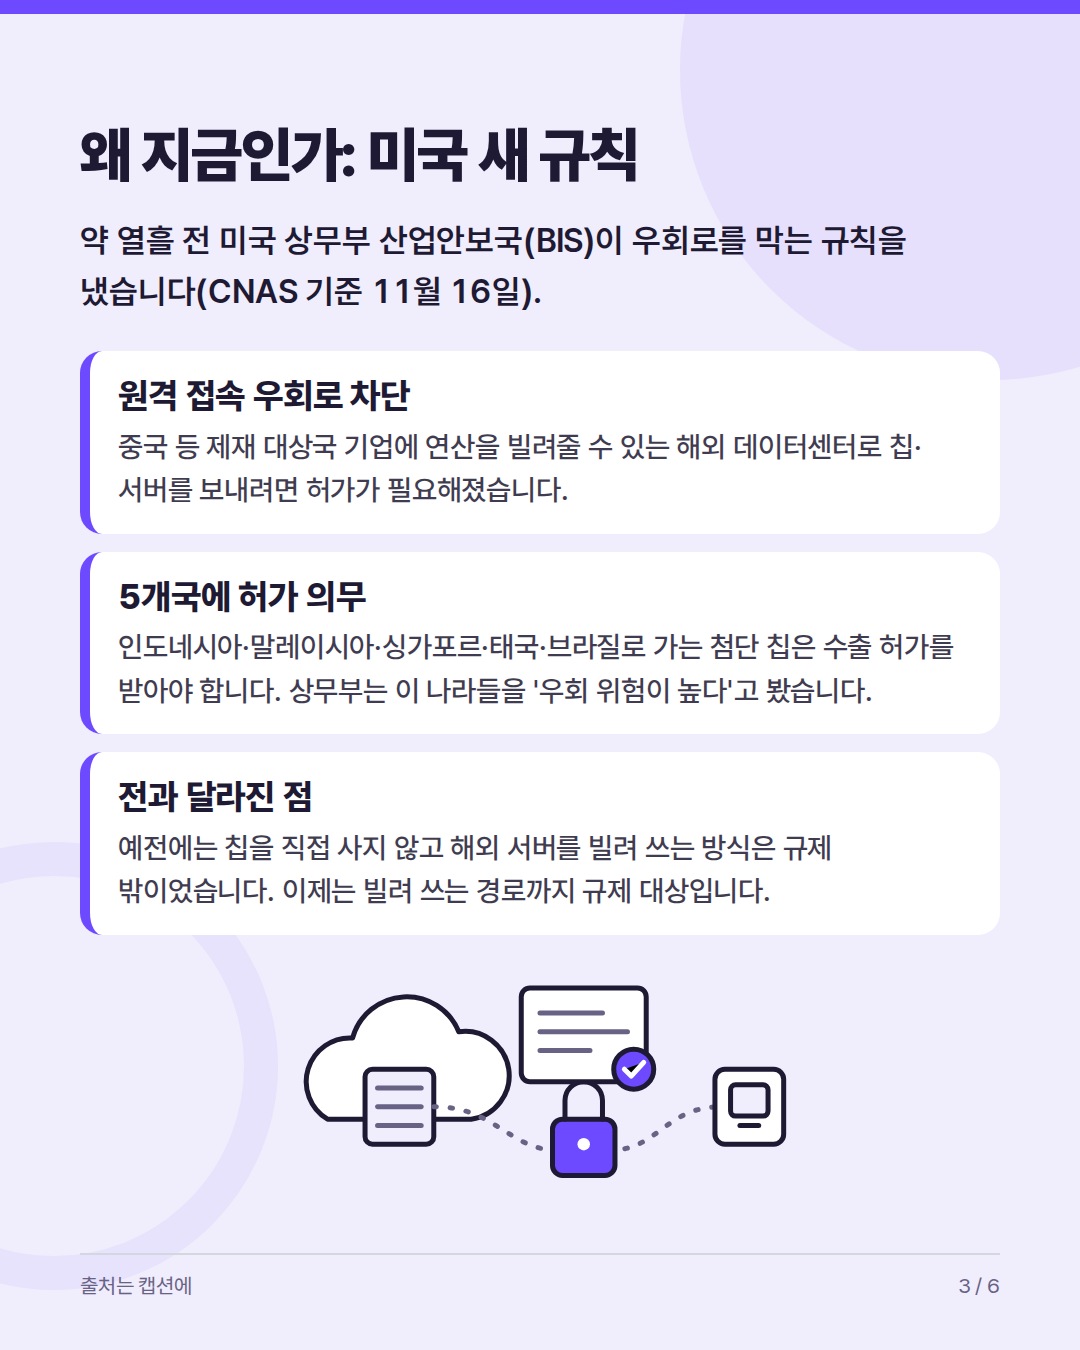 왜 지금인가: 미국 새 규칙
약 열흘 전 미국 상무부 산업안보국(BIS)이 우회로를 막는 규칙을
냈습니다(CNAS 기준 11월 16일).
원격 접속 우회로 차단
중국 등 제재 대상국 기업에 연산을 빌려줄 수 있는 해외 데이터센터로 칩·
서버를 보내려면 허가가 필요해졌습니다.
5개국에 허가 의무
인도네시아·말레이시아·싱가포르·태국·브라질로 가는 첨단 칩은 수출 허가를
받아야 합니다. 상무부는 이 나라들을 '우회 위험이 높다'고 봤습니다.
전과 달라진 점
예전에는 칩을 직접 사지 않고 해외 서버를 빌려 쓰는 방식은 규제
밖이었습니다. 이제는 빌려 쓰는 경로까지 규제 대상입니다.
출처는 캡션에
3 / 6